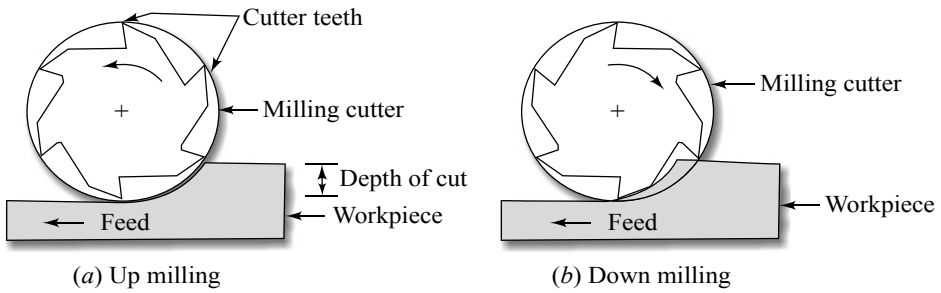 Cutter teeth
Milling cutter
Depth of cut
Workpiece
Feed
(a) Up milling
Milling cutter
Workpiece
Feed
(b) Down milling